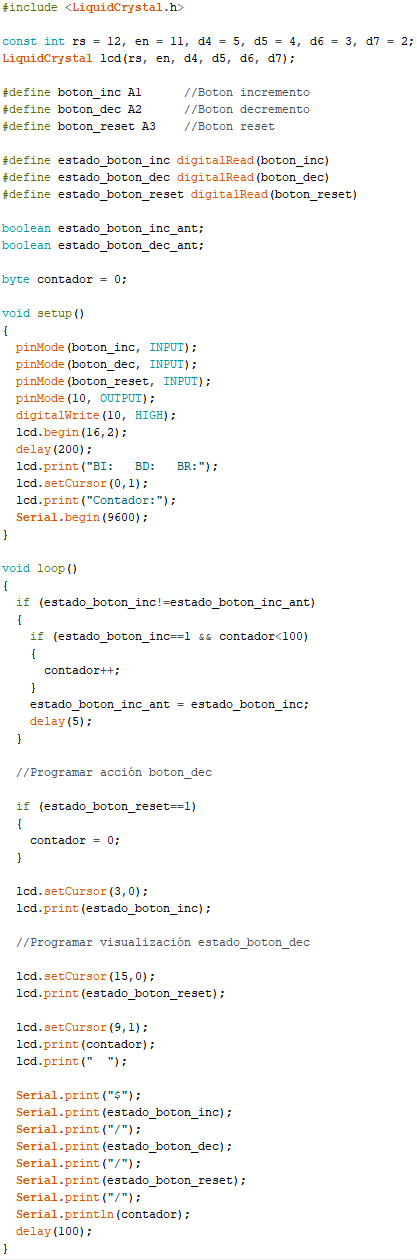 #include <LiquidCrystal.h>
const int rs = 12, en = 11, d4 = 5, d5 = 4, d6 = 3, d7 = 2;
LiquidCrystal lcd(rs, en, d4, d5, d6, d7);
#define boton_inc A1      //Boton incremento
#define boton_dec A2      //Boton decremento
#define boton_reset A3    //Boton reset
#define estado_boton_inc digitalRead(boton_inc)
#define estado_boton_dec digitalRead(boton_dec)
#define estado_boton_reset digitalRead(boton_reset)
boolean estado_boton_inc_ant;
boolean estado_boton_dec_ant;
byte contador = 0;
void setup()
{
  pinMode(boton_inc, INPUT);
  pinMode(boton_dec, INPUT);
  pinMode(boton_reset, INPUT);
  pinMode(10, OUTPUT);
  digitalWrite(10, HIGH);
  lcd.begin(16,2);
  delay(200);
  lcd.print("BI:   BD:   BR:");
  lcd.setCursor(0,1);
  lcd.print("Contador:");
  Serial.begin(9600);
}
void loop()
{
  if (estado_boton_inc!=estado_boton_inc_ant)
  {
    if (estado_boton_inc==1 && contador<100)
    {
      contador++;
    }
    estado_boton_inc_ant = estado_boton_inc;
    delay(5);
  }
  //Programar acción boton_dec
  if (estado_boton_reset==1)
  {
    contador = 0;
  }
  lcd.setCursor(3,0);
  lcd.print(estado_boton_inc);
  //Programar visualización estado_boton_dec
  lcd.setCursor(15,0);
  lcd.print(estado_boton_reset);
  lcd.setCursor(9,1);
  lcd.print(contador);
  lcd.print("  ");
  Serial.print("$");
  Serial.print(estado_boton_inc);
  Serial.print("/");
  Serial.print(estado_boton_dec);
  Serial.print("/");
  Serial.print(estado_boton_reset);
  Serial.print("/");
  Serial.println(contador);
  delay(100);
}